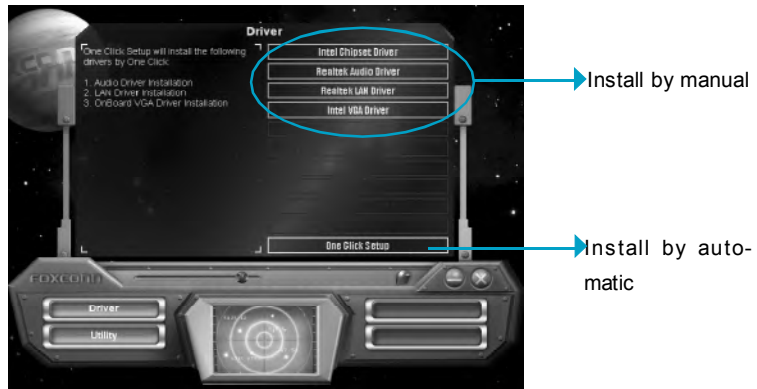 Driver
One Click Setup will install the following
drivers by One Click:
1. Audio Driver Installation
2. LAN Driver Installation
3. OnBoard VGA Driver Installation
Intel Chipset Driver
Realtek Audio Driver
Realtek LAN Driver
Intel VGA Driver
One Click Setup
Install by manual
Install by auto-
matic
FOXCONN
Driver
Utility